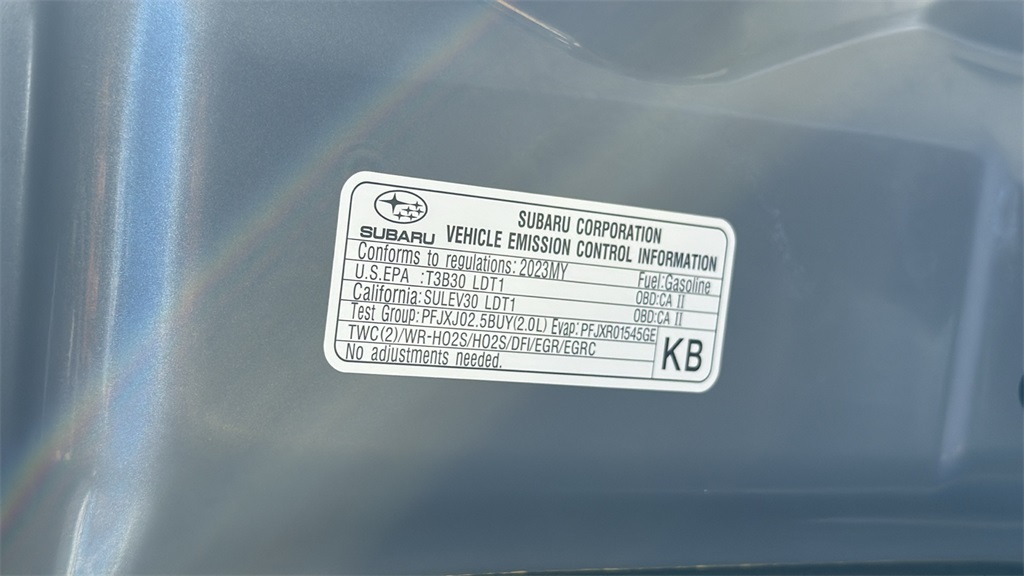 SUBARU
SUBARU CORPORATION
VEHICLE EMISSION CONTROL INFORMATION
Conforms to regulations: 2023MY Fuel:Gasoline
U.S.EPA :T3B30 LDT1 OBD:CA II
California:SULEV30 LDT1 OBD:CA II
Test Group: PFJXJ02.5BUY(2.0L) Evap: PFJXR01545GE
TWC(2)/WR-HO2S/HO2S/DFI/EGR/EGRC
No adjustments needed.
KB